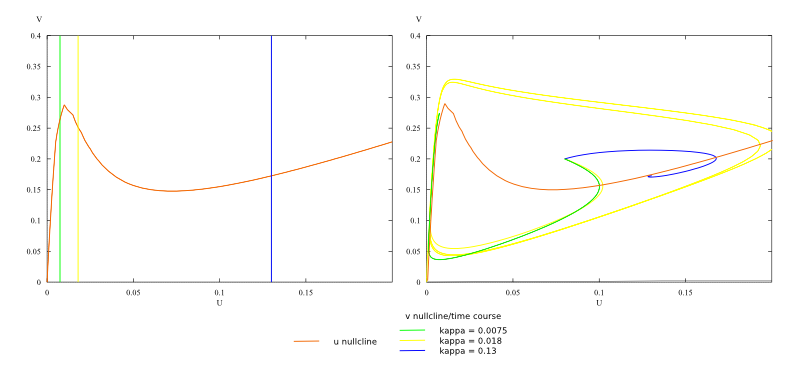 V
0.4
0.35
0.3
0.25
0.2
0.15
0.1
0.05
0
0 0.05 0.1 0.15
U
V
0.4
0.35
0.3
0.25
0.2
0.15
0.1
0.05
0
0 0.05 0.1 0.15
U
v nullcline/time course
u nullcline
kappa = 0.0075
kappa = 0.018
kappa = 0.13